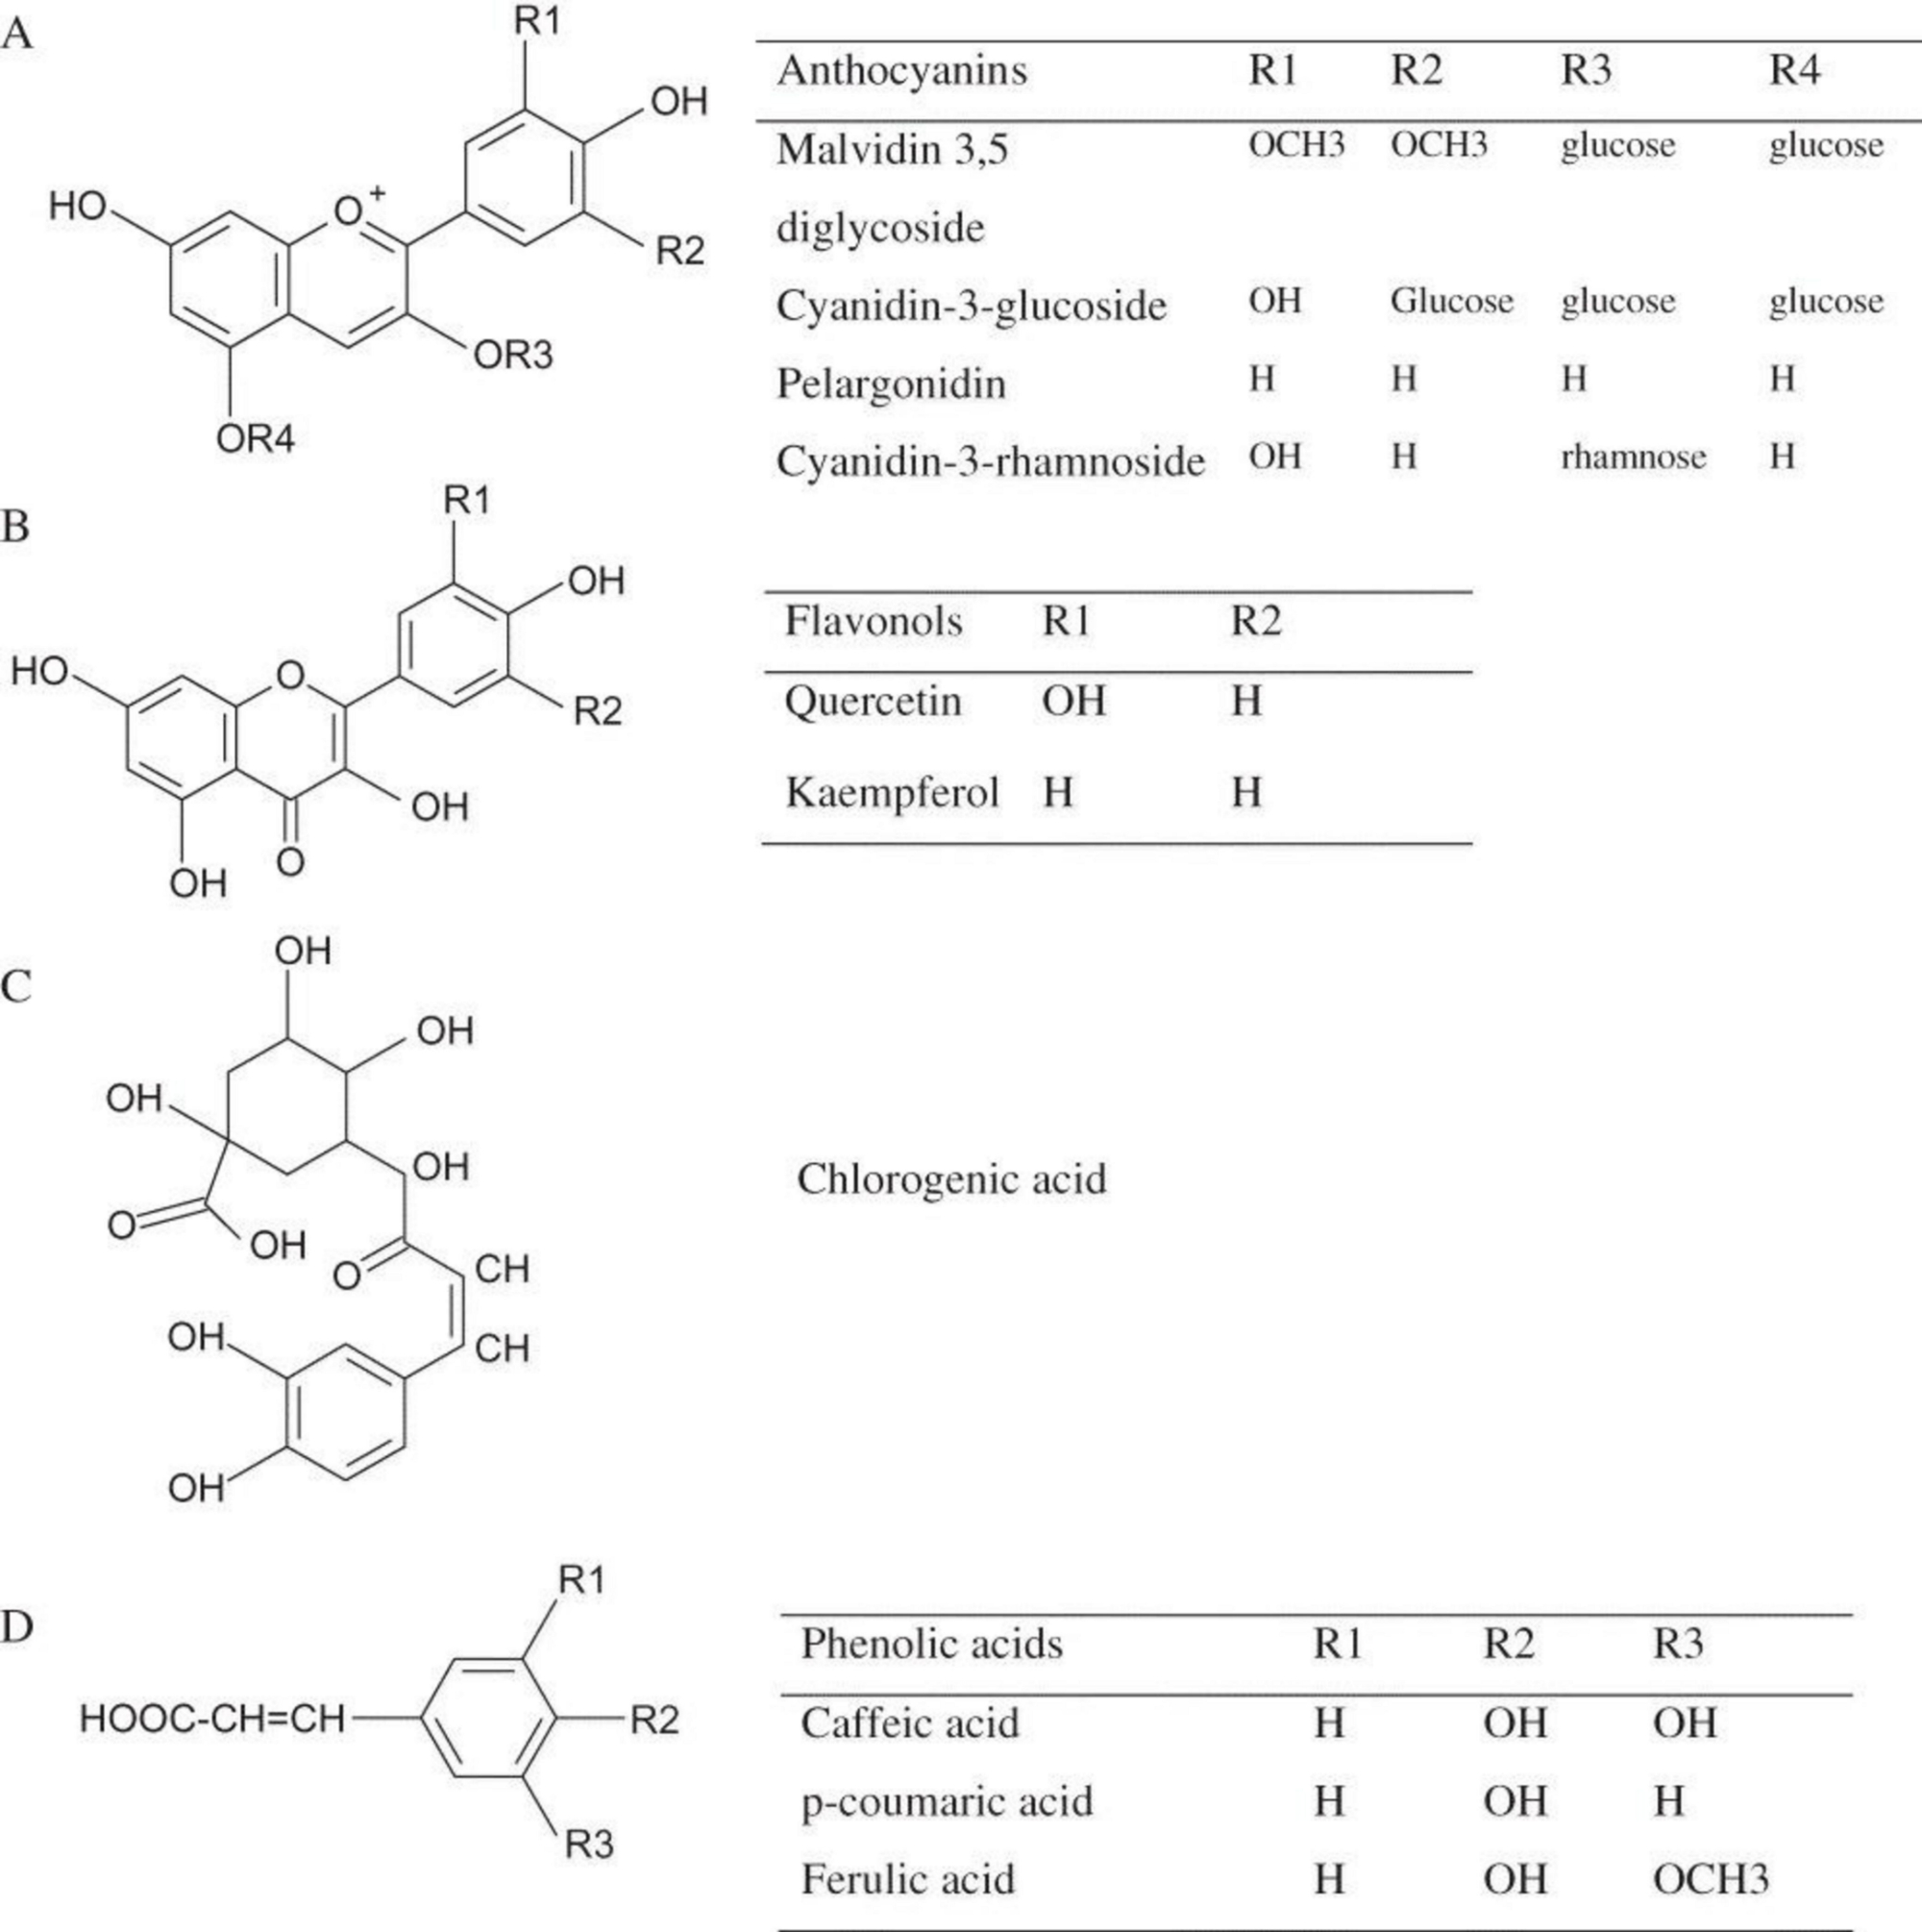 A
R1
OH
HO
O+
R2
OR3
OR4
Anthocyanins R1 R2 R3 R4
Malvidin 3,5 OCH3 OCH3 glucose glucose
diglycoside
Cyanidin-3-glucoside OH Glucose glucose glucose
Pelargonidin H H H H
Cyanidin-3-rhamnoside OH H rhamnose H
B
R1
OH
HO
O
R2
OH
O
OH
Flavonols R1 R2
Quercetin OH H
Kaempferol H H
C
OH
OH
OH
OH
O
OH
O
CH
OH
CH
OH
Chlorogenic acid
D
R1
HOOC-CH=CH
R2
R3
Phenolic acids R1 R2 R3
Caffeic acid H OH OH
p-coumaric acid H OH H
Ferulic acid H OH OCH3